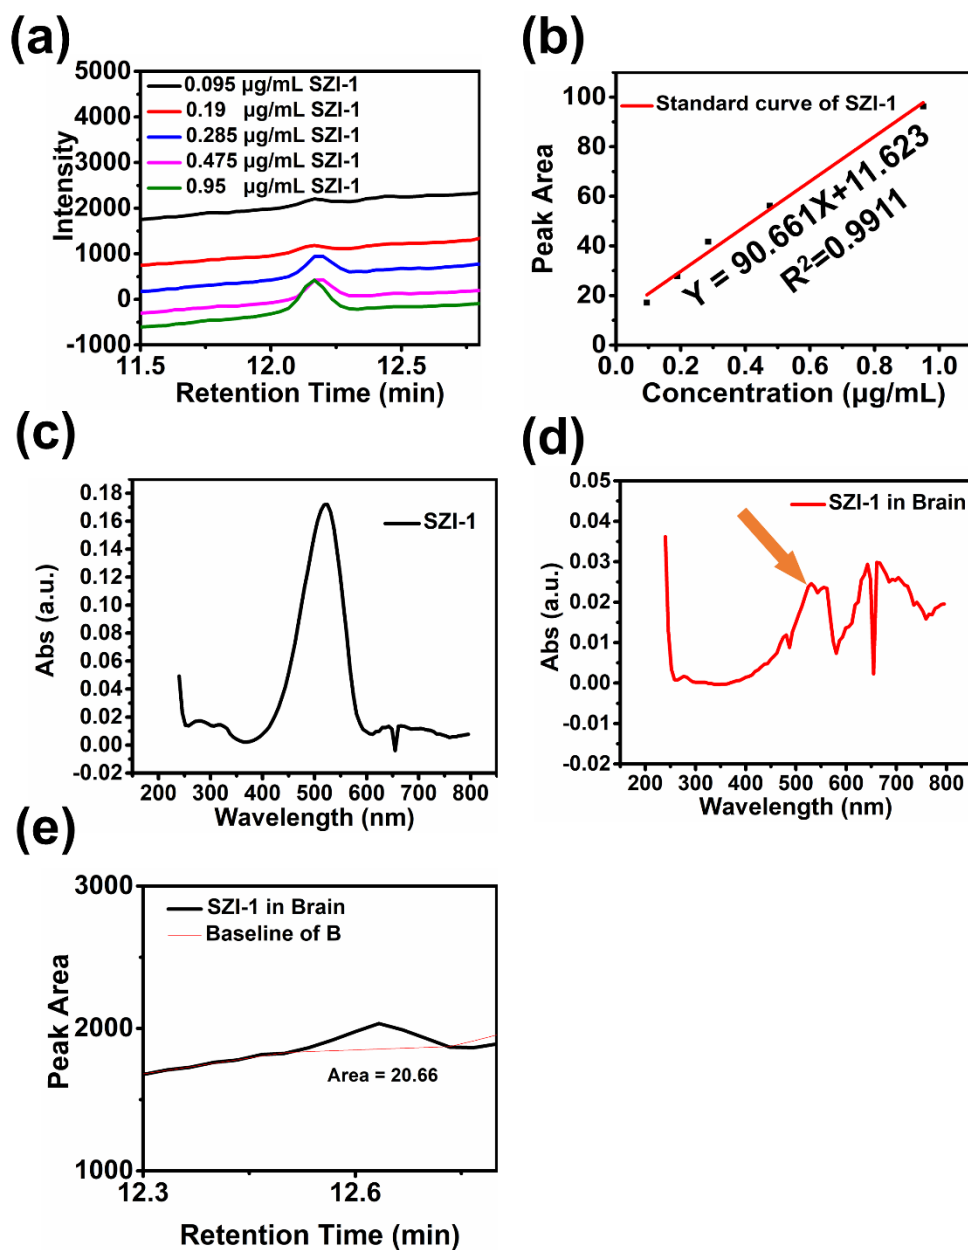 (a)
5000
4000
3000
2000
1000
0
-1000
Intensity
0.095 µg/mL SZI-1
0.19 µg/mL SZI-1
0.285 µg/mL SZI-1
0.475 µg/mL SZI-1
0.95 µg/mL SZI-1
11.5 12.0 12.5
Retention Time (min)
(b)
100
80
60
40
20
0
Peak Area
Standard curve of SZI-1
Y = 90.661X+11.623
R²=0.9911
0.0 0.2 0.4 0.6 0.8 1.0
Concentration (µg/mL)
(c)
0.18
0.16
0.14
0.12
0.10
0.08
0.06
0.04
0.02
0.00
-0.02
Abs (a.u.)
SZI-1
200 300 400 500 600 700 800
Wavelength (nm)
(d)
0.05
0.04
0.03
0.02
0.01
0.00
-0.01
-0.02
Abs (a.u.)
SZI-1 in Brain
200 300 400 500 600 700 800
Wavelength (nm)
(e)
3000
2000
1000
Peak Area
SZI-1 in Brain
Baseline of B
Area = 20.66
12.3 12.6
Retention Time (min)